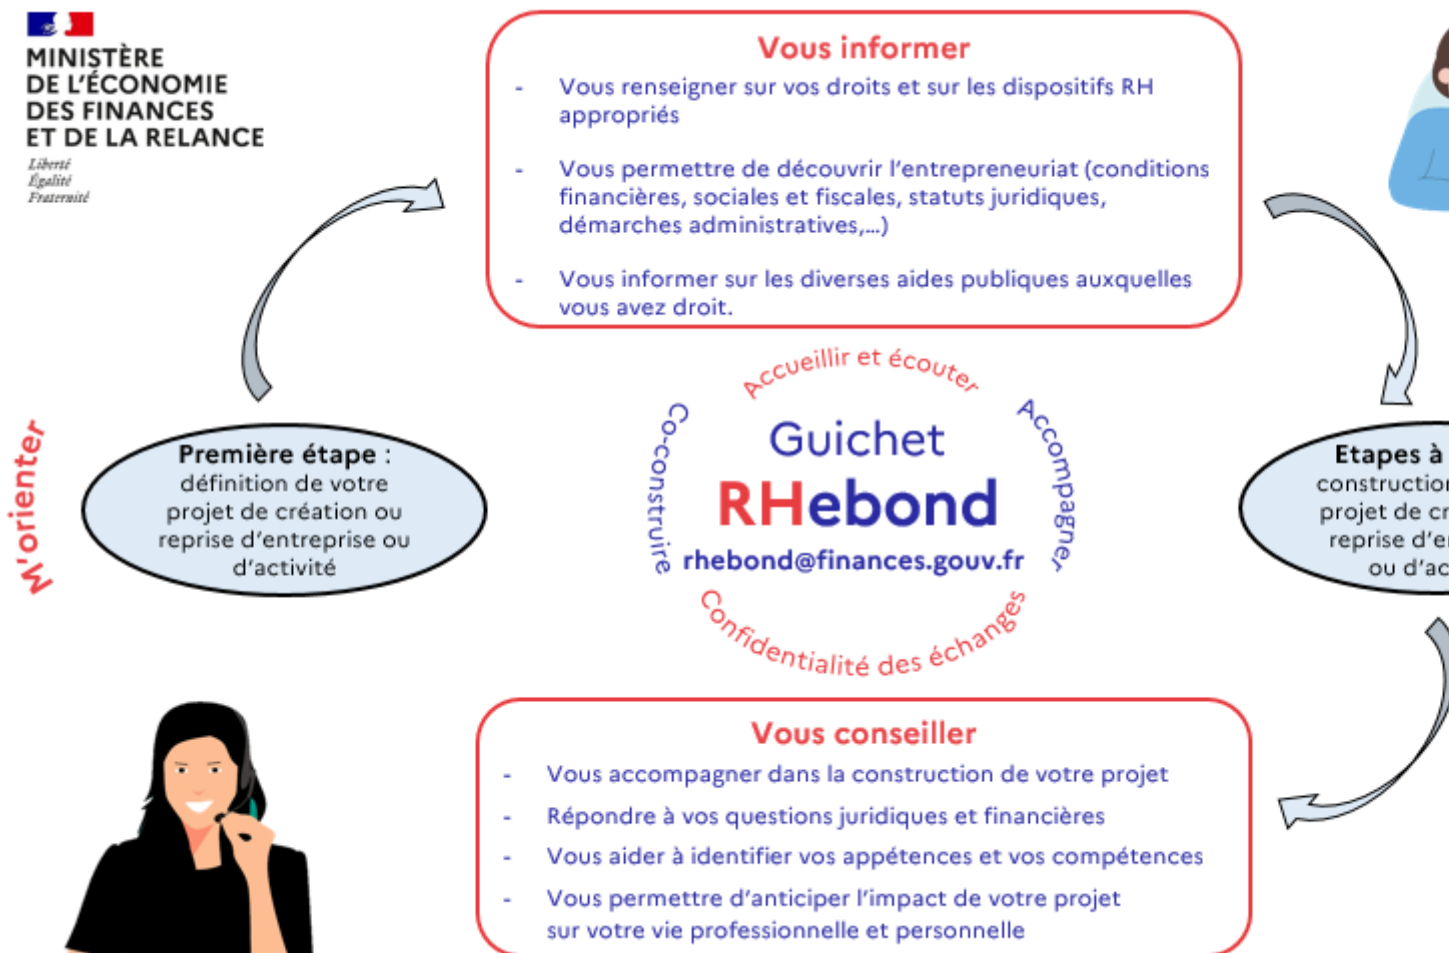 MINISTÈRE
DE L'ÉCONOMIE
DES FINANCES
ET DE LA RELANCE
Liberté
Égalité
Fraternité
Vous informer
- Vous renseigner sur vos droits et sur les dispositifs RH
appropriés
- Vous permettre de découvrir l'entrepreneuriat (conditions
financières, sociales et fiscales, statuts juridiques,
démarches administratives,...)
- Vous informer sur les diverses aides publiques auxquelles
vous avez droit.
M'orienter
Première étape :
définition de votre
projet de création ou
reprise d'entreprise ou
d'activité
Accueillir et écouter
Co-construire
Accompagner
Guichet
RHebond
rhebond@finances.gouv.fr
Confidentialité des échanges
Etapes à
construction
projet de
reprise
ou
Vous conseiller
- Vous accompagner dans la construction de votre projet
- Répondre à vos questions juridiques et financières
- Vous aider à identifier vos appétences et vos compétences
- Vous permettre d'anticiper l'impact de votre projet
sur votre vie professionnelle et personnelle